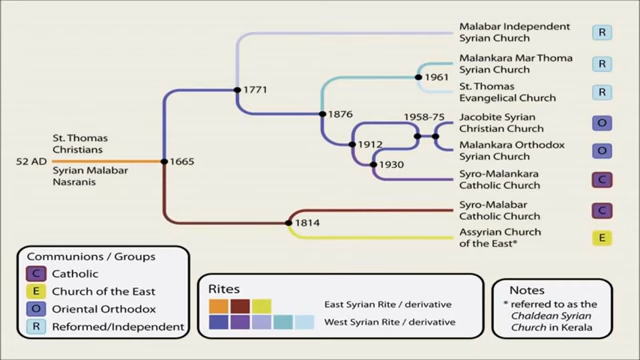 Malabar Independent
Syrian Church
R
Malankara Mar Thoma
Syrian Church
R
1961
St. Thomas
Evangelical Church
R
1771
1876
1958-75
Jacobite Syrian
Christian Church
O
1912
Malankara Orthodox
Syrian Church
O
St. Thomas
Christians
52 AD
1665
Syrian Malabar
Nasranis
1930
Syro-Malankara
Catholic Church
C
Syro-Malabar
Catholic Church
C
1814
Assyrian Church
of the East*
E
Communions / Groups
C Catholic
E Church of the East
O Oriental Orthodox
R Reformed/Independent
Rites
East Syrian Rite / derivative
West Syrian Rite / derivative
Notes
* referred to as the
Chaldean Syrian
Church in Kerala